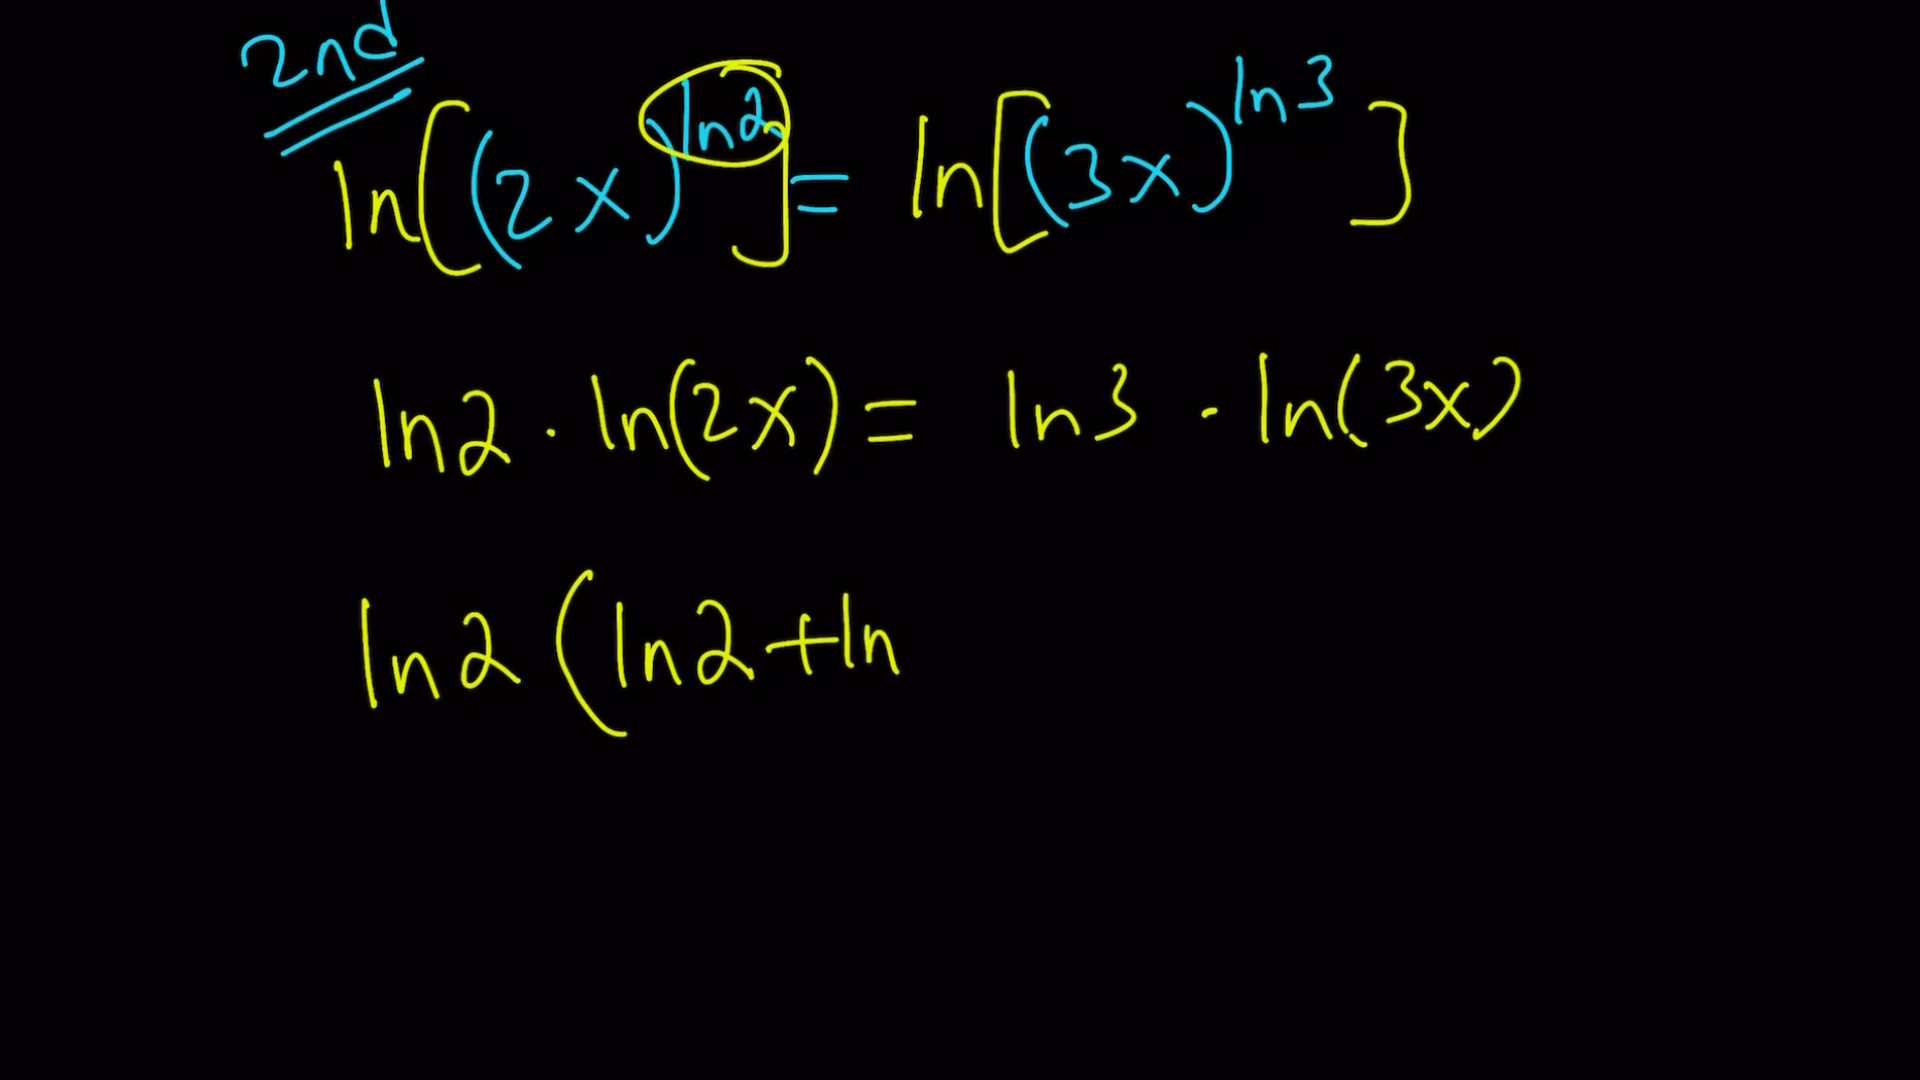 2nd
ln[(2x)^ln2] = ln[(3x)^ln3]
ln2 · ln(2x) = ln3 · ln(3x)
ln2 (ln2 + ln